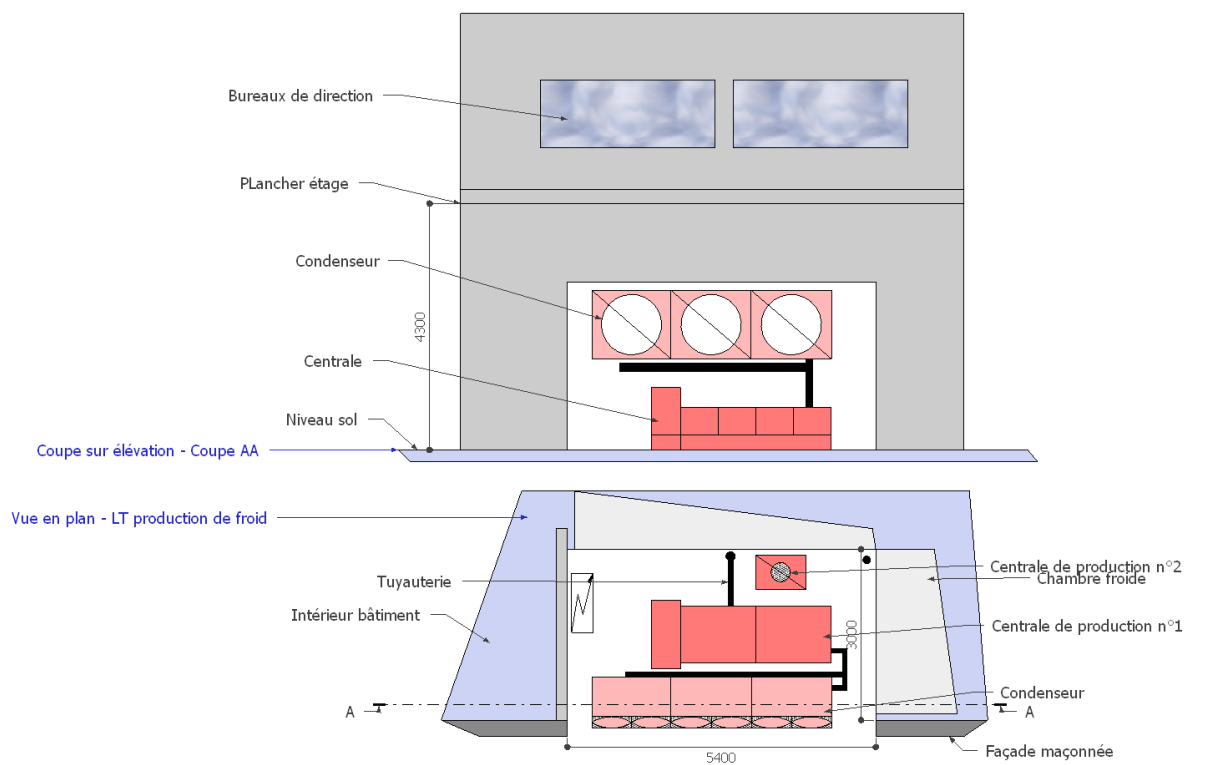 Bureaux de direction
PLancher étage
Condenseur
4300
Centrale
Niveau sol
Coupe sur élévation - Coupe AA
Vue en plan - LT production de froid
Centrale de production n°2
Chambre froide
Tuyauterie
Intérieur bâtiment
3000
Centrale de production n°1
Condenseur
A
A
Façade maçonnée
5400